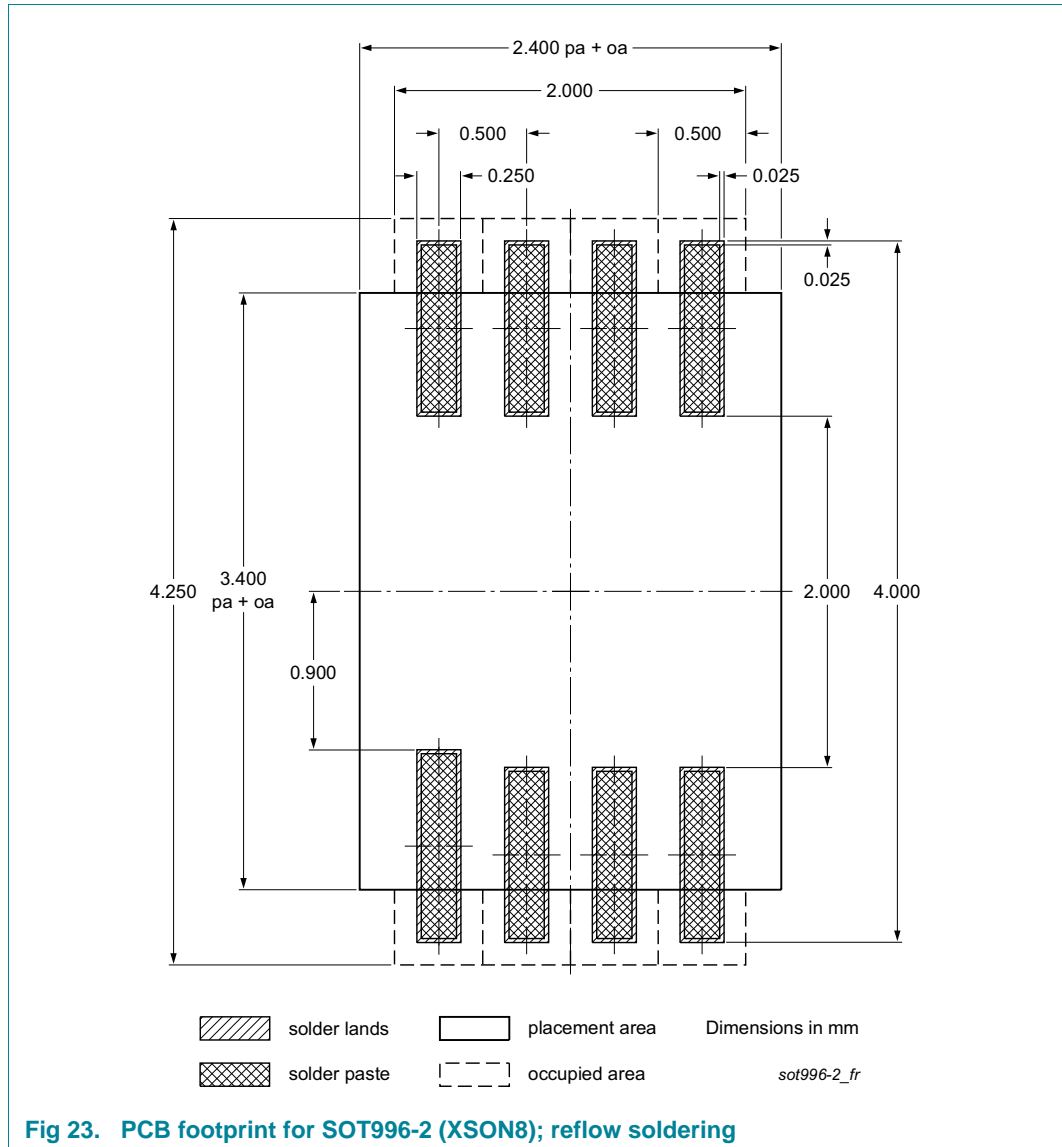 2.400 pa + oa
2.000
0.500
0.500
0.250
0.025
0.025
4.250
3.400
pa + oa
2.000
4.000
0.900
solder lands
placement area
Dimensions in mm
solder paste
occupied area
sot996-2_fr
Fig 23. PCB footprint for SOT996-2 (XSON8); reflow soldering